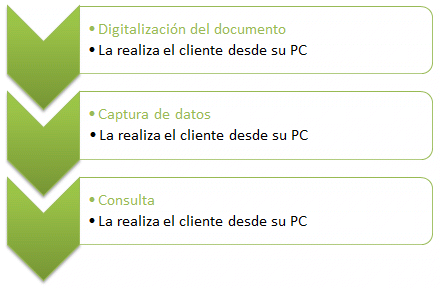 • Digitalización del documento
• La realiza el cliente desde su PC
• Captura de datos
• La realiza el cliente desde su PC
• Consulta
• La realiza el cliente desde su PC